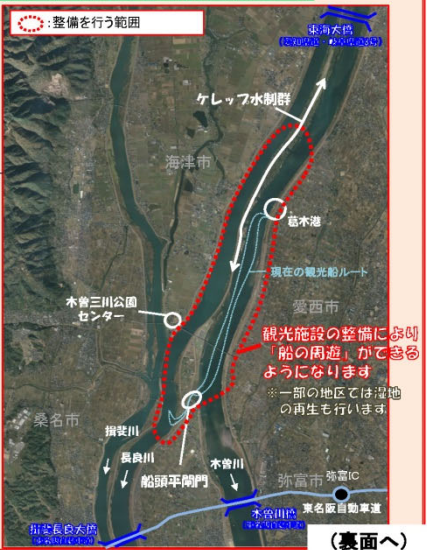 :整備を行う範囲
東海大橋
ケレップ水制群
海津市
葛木港
現在の観光船ルート
木曽三川公園
センター
愛西市
観光施設の整備により
「船の周遊」ができる
ようになります
※一部の地区では湿地
の再生も行います
桑名市
揖斐川
長良川
船頭平閘門
木曽川
弥富市
弥富IC
東名阪自動車道
揖斐長良大橋
木曽川橋
(裏面へ)